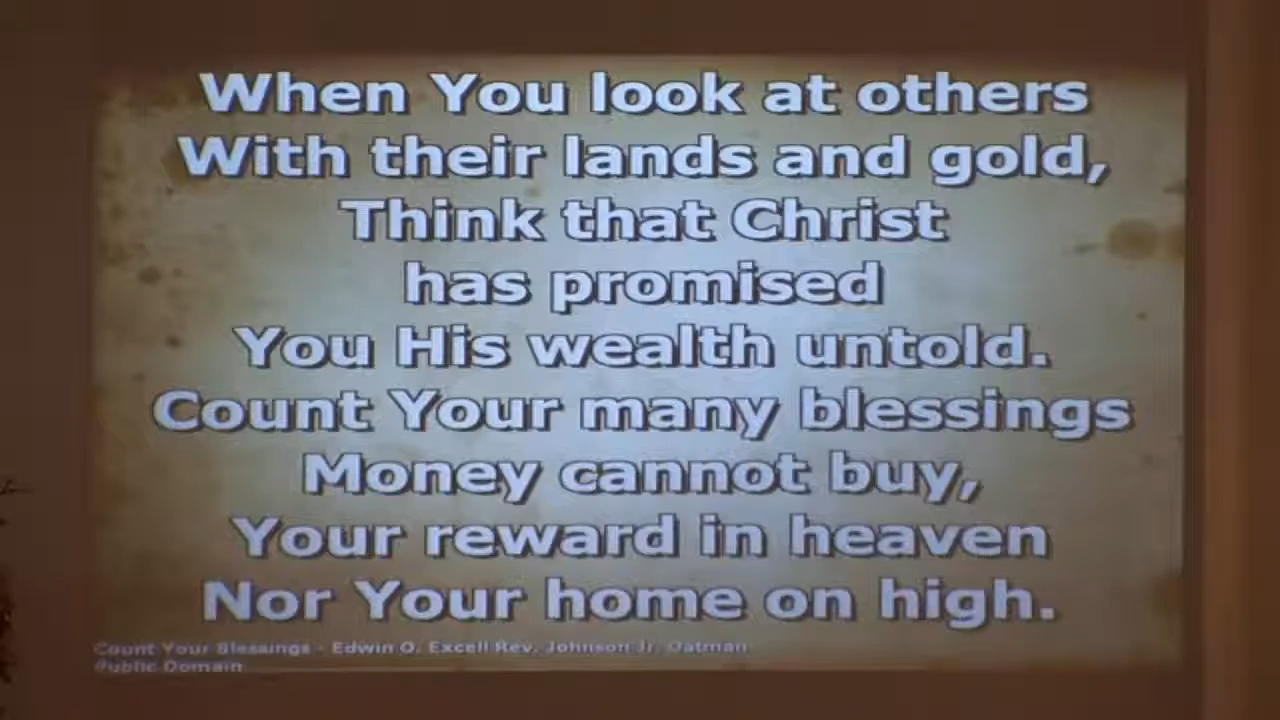 When You look at others
With their lands and gold,
Think that Christ
has promised
You His wealth untold.
Count Your many blessings
Money cannot buy,
Your reward in heaven
Nor Your home on high.
Count Your Blessings - Edwin O. Excell Rev. Johnson Jr. Oatman
Public Domain